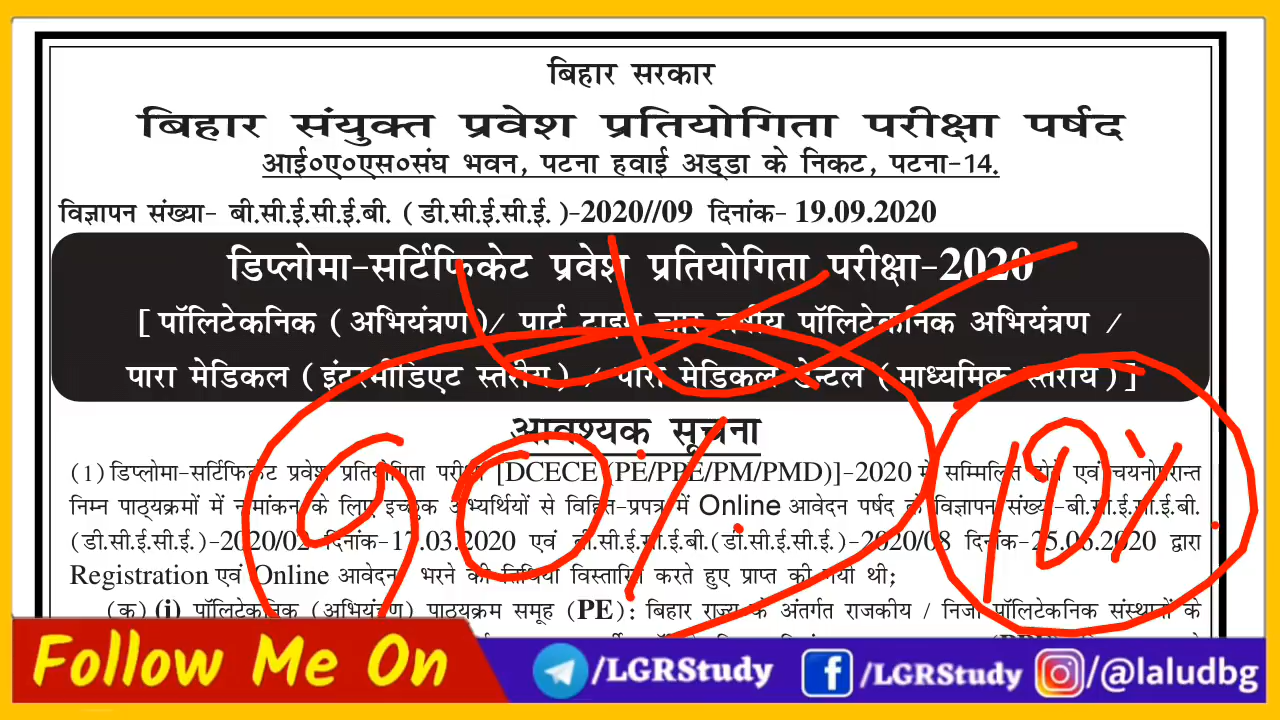 बिहार सरकार
बिहार संयुक्त प्रवेश प्रतियोगिता परीक्षा पर्षद
आई०ए०एस०संघ भवन, पटना हवाई अड्डा के निकट, पटना-14.
विज्ञापन संख्या- बी.सी.ई.सी.ई.बी. (डी.सी.ई.सी.ई.)-2020//09 दिनांक- 19.09.2020
डिप्लोमा-सर्टिफिकेट प्रवेश प्रतियोगिता परीक्षा-2020
[ पॉलिटेकनिक (अभियंत्रण)/ पार्ट टाइम चार वर्षीय पॉलिटेकनिक अभियंत्रण /
पारा मेडिकल (इंटरमीडिएट स्तरीय) / पारा मेडिकल डेन्टल (माध्यमिक स्तरीय) ]
आवश्यक सूचना
(1) डिप्लोमा-सर्टिफिकेट प्रवेश प्रतियोगिता परीक्षा [DCECE (PE/PPE/PM/PMD)]-2020 में सम्मिलित होने एवं चयनोपरान्त
निम्न पाठ्यक्रमों में नामांकन के लिए इच्छुक अभ्यर्थियों से विहित-प्रपत्र में Online आवेदन पर्षद के विज्ञापन संख्या-बी.सी.ई.सी.ई.बी.
(डी.सी.ई.सी.ई.)-2020/02 दिनांक-17.03.2020 एवं बी.सी.ई.सी.ई.बी.(डी.सी.ई.सी.ई.)-2020/08 दिनांक-25.06.2020 द्वारा
Registration एवं Online आवेदन भरने की तिथियाँ विस्तारित करते हुए प्राप्त की गयी थी;
(क) (i) पॉलिटेकनिक (अभियंत्रण) पाठ्यक्रम समूह (PE): बिहार राज्य के अंतर्गत राजकीय / निजी पॉलिटेकनिक संस्थानों के
90%
10%
Follow Me On
/LGRStudy
/LGRStudy
/@laludbg